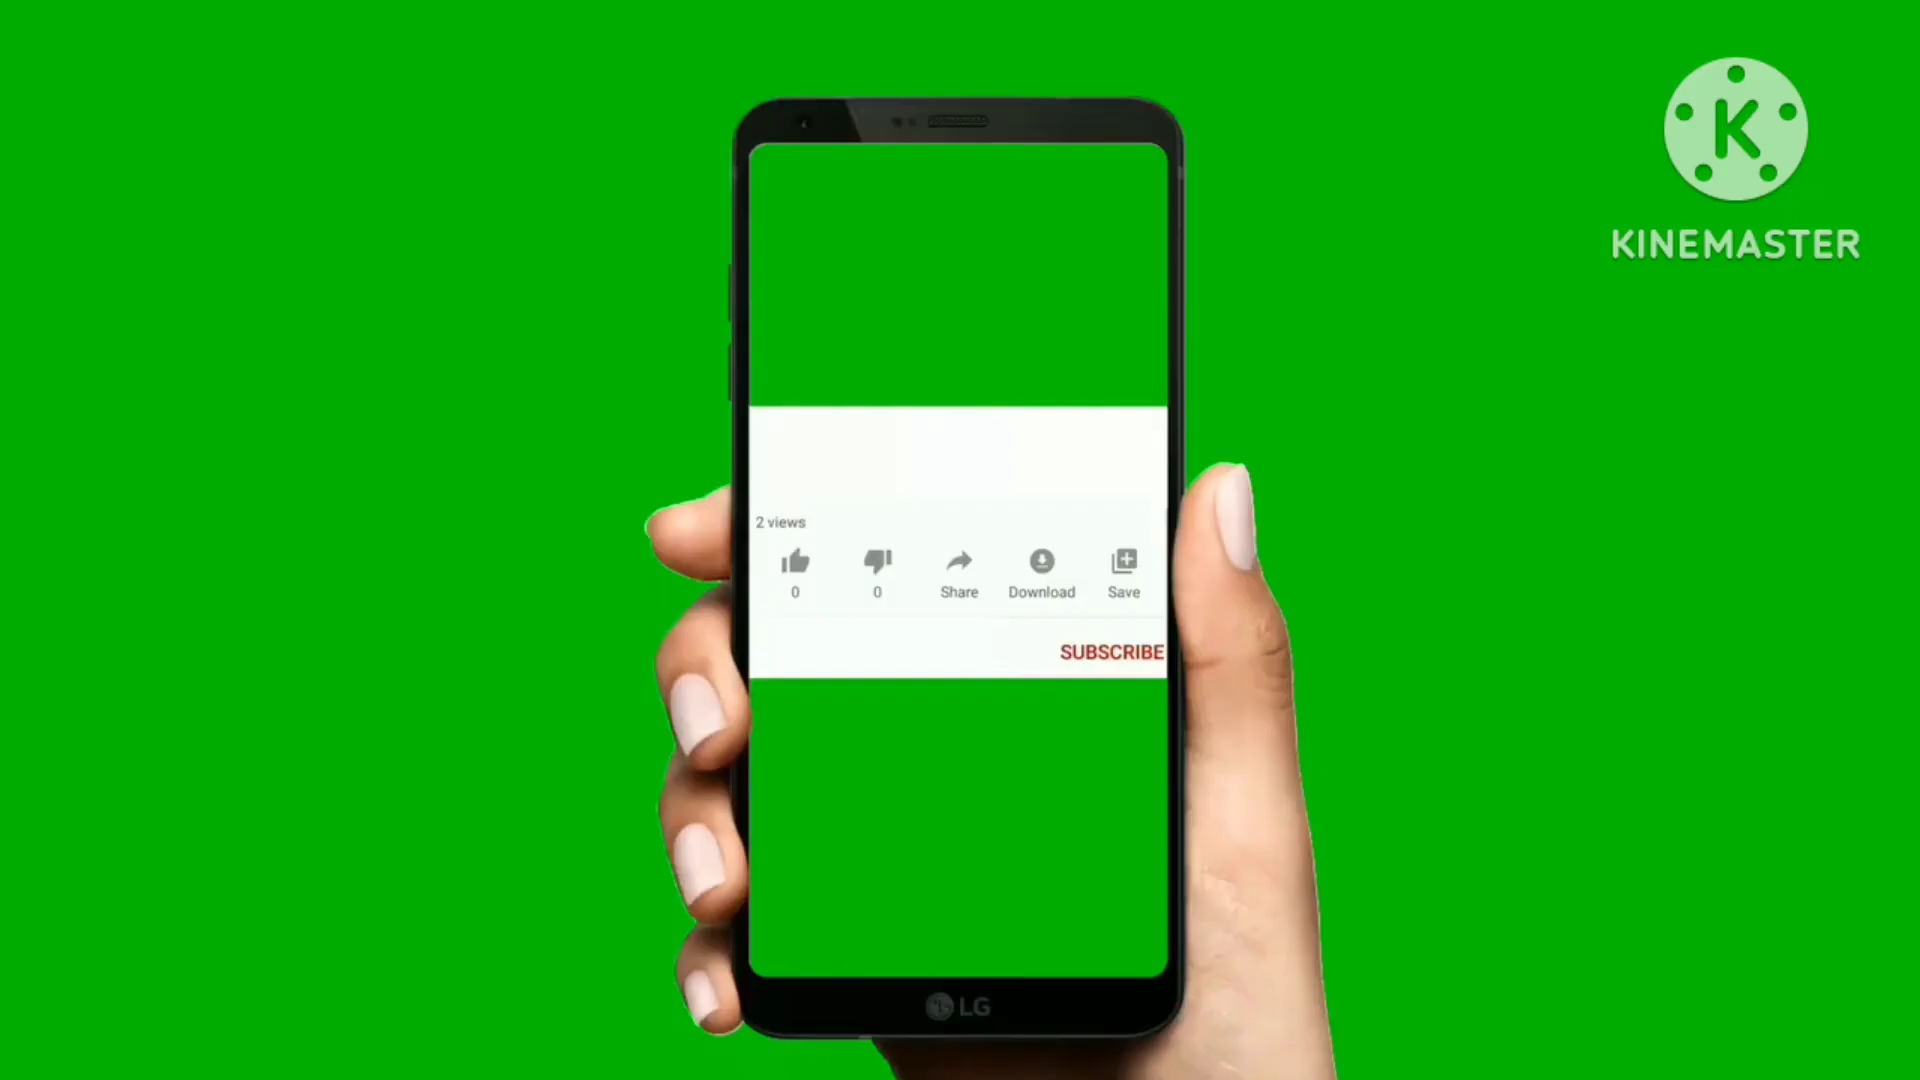 K
KINEMASTER
2 views
0 0 Share Download Save
SUBSCRIBE
LG